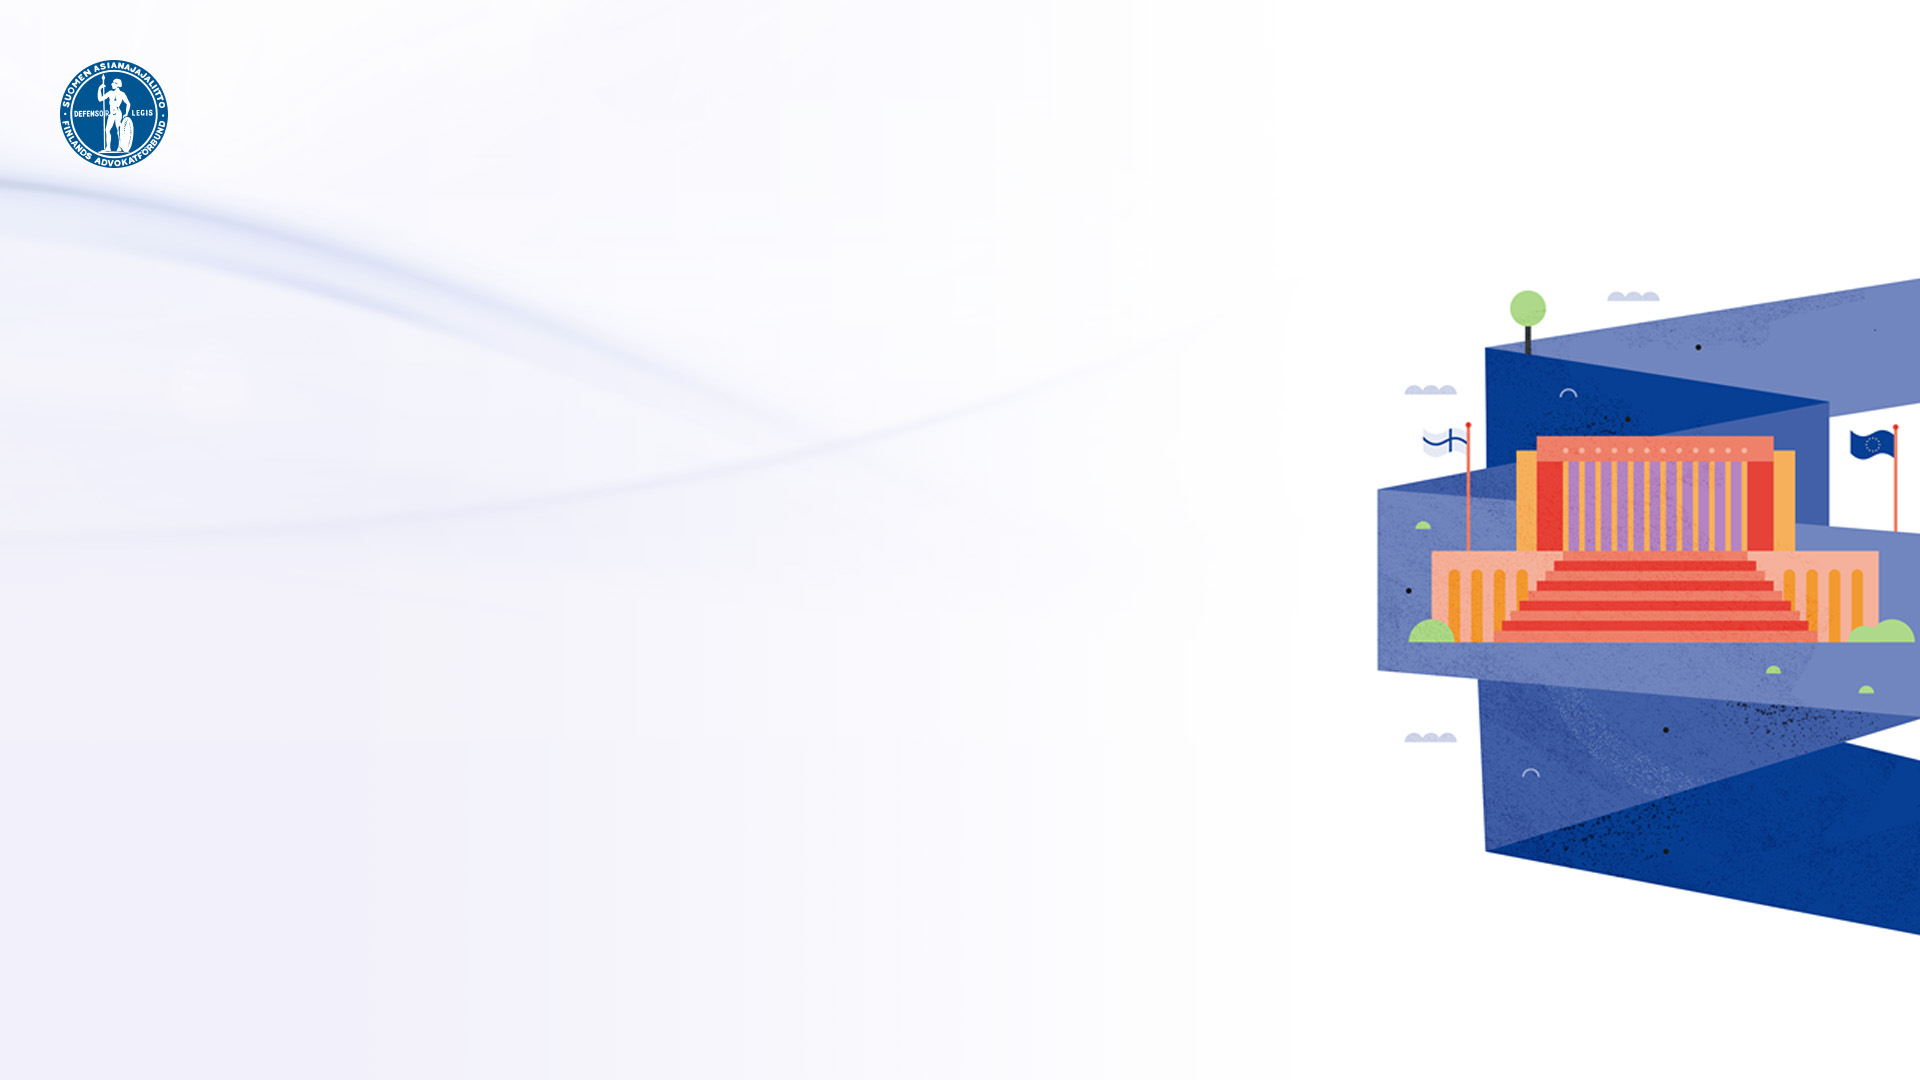 SUOMEN ASIANAJAJALIITTO
DEFENSOR LEGIS
FINLANDS ADVOKATFÖRBUND